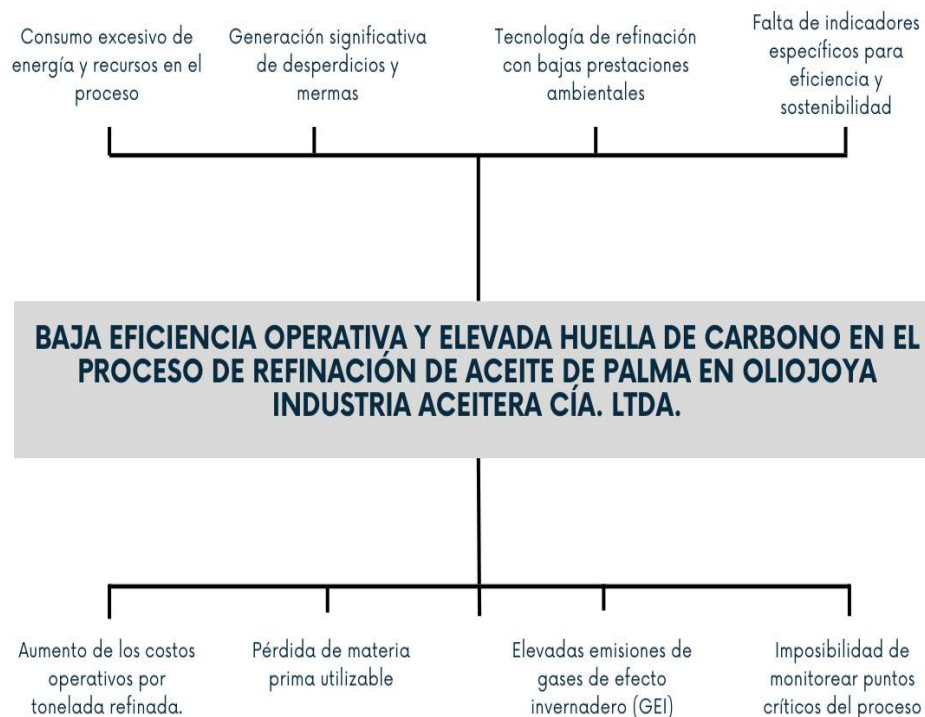 Consumo excesivo de
energía y recursos en el
proceso
Generación significativa
de desperdicios y
mermas
Tecnología de refinación
con bajas prestaciones
ambientales
Falta de indicadores
específicos para
eficiencia y
sostenibilidad
BAJA EFICIENCIA OPERATIVA Y ELEVADA HUELLA DE CARBONO EN EL
PROCESO DE REFINACIÓN DE ACEITE DE PALMA EN OLIOJOYA
INDUSTRIA ACEITERA CÍA. LTDA.
Aumento de los costos
operativos por
tonelada refinada.
Pérdida de materia
prima utilizable
Elevadas emisiones de
gases de efecto
invernadero (GEI)
Imposibilidad de
monitorear puntos
críticos del proceso